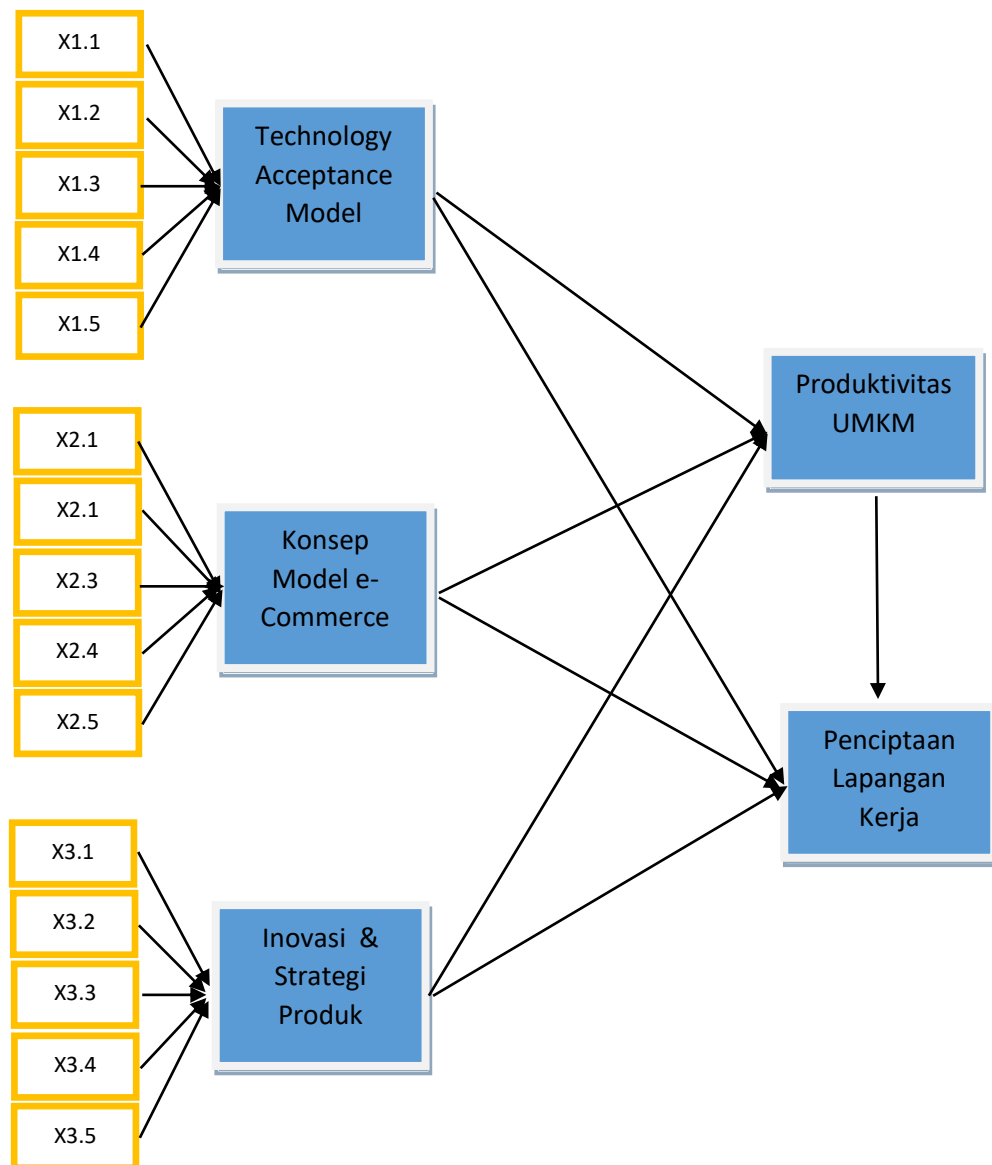 X1.1
X1.2
X1.3
X1.4
X1.5
Technology
Acceptance
Model
X2.1
X2.1
X2.3
X2.4
X2.5
Konsep
Model e-
Commerce
X3.1
X3.2
X3.3
X3.4
X3.5
Inovasi & 
Strategi
Produk
Produktivitas
UMKM
Penciptaan
Lapangan
Kerja